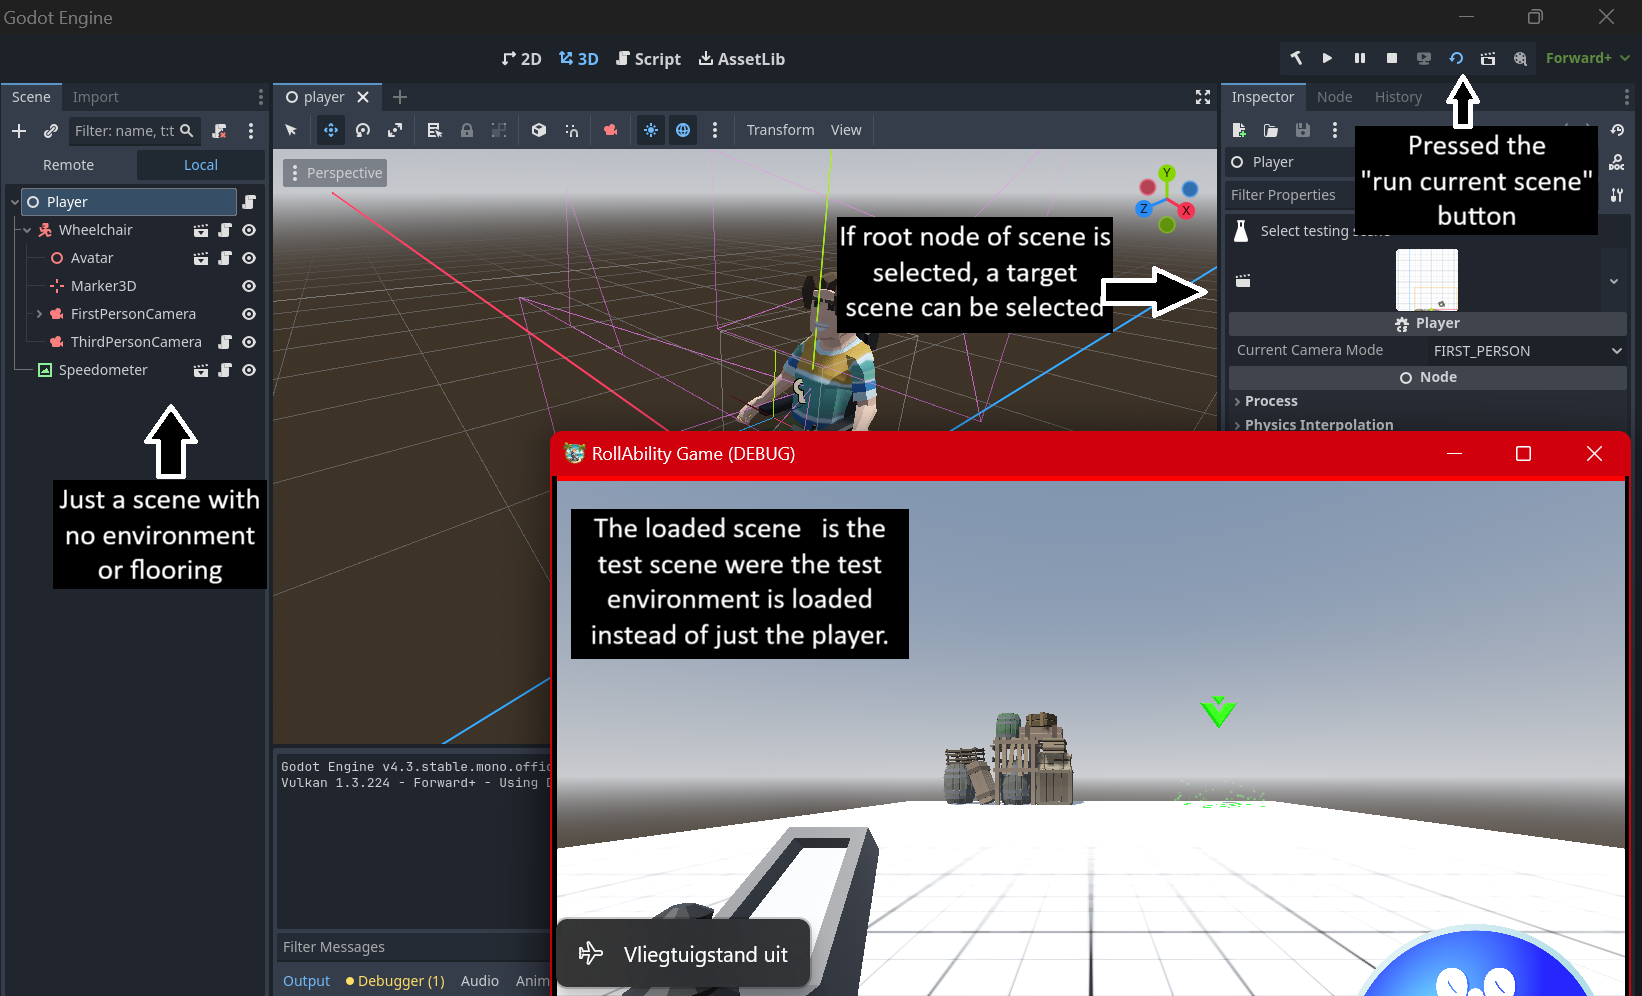 Godot Engine
2D
3D
Script
AssetLib
Forward+
Scene
Import
player
Inspector
Node
History
Filter: name, t:t
Transform
View
Remote
Local
Perspective
Player
Wheelchair
Avatar
Marker3D
FirstPersonCamera
ThirdPersonCamera
Speedometer
Y
Z
X
Player
DOC
Filter Properties
Select testing scene
Player
Current Camera Mode
FIRST_PERSON
Node
Process
Physics Interpolation
Pressed the
"run current scene"
button
If root node of scene is
selected, a target
scene can be selected
Just a scene with
no environment
or flooring
RollAbility Game (DEBUG)
The loaded scene is the
test scene were the test
environment is loaded
instead of just the player.
Godot Engine v4.3.stable.mono.offic
Vulkan 1.3.224 - Forward+ - Using
Filter Messages
Output
Debugger (1)
Audio
Anim
Vliegtuigstand uit